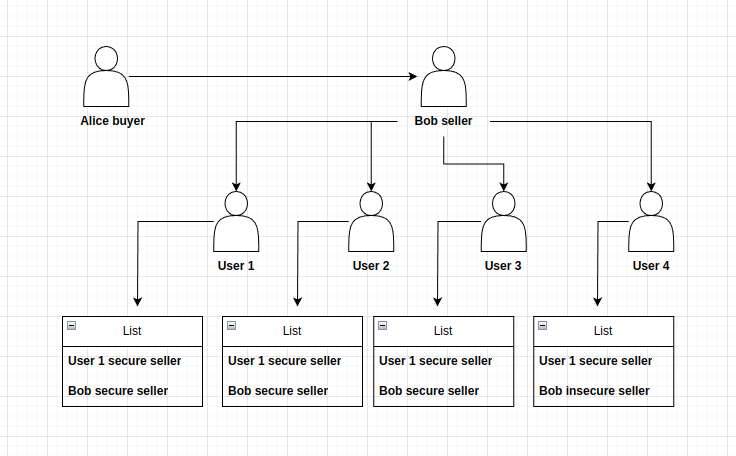 Alice buyer
Bob seller
User 1
User 2
User 3
User 4
List
User 1 secure seller
Bob secure seller
List
User 1 secure seller
Bob secure seller
List
User 1 secure seller
Bob secure seller
List
User 1 secure seller
Bob insecure seller